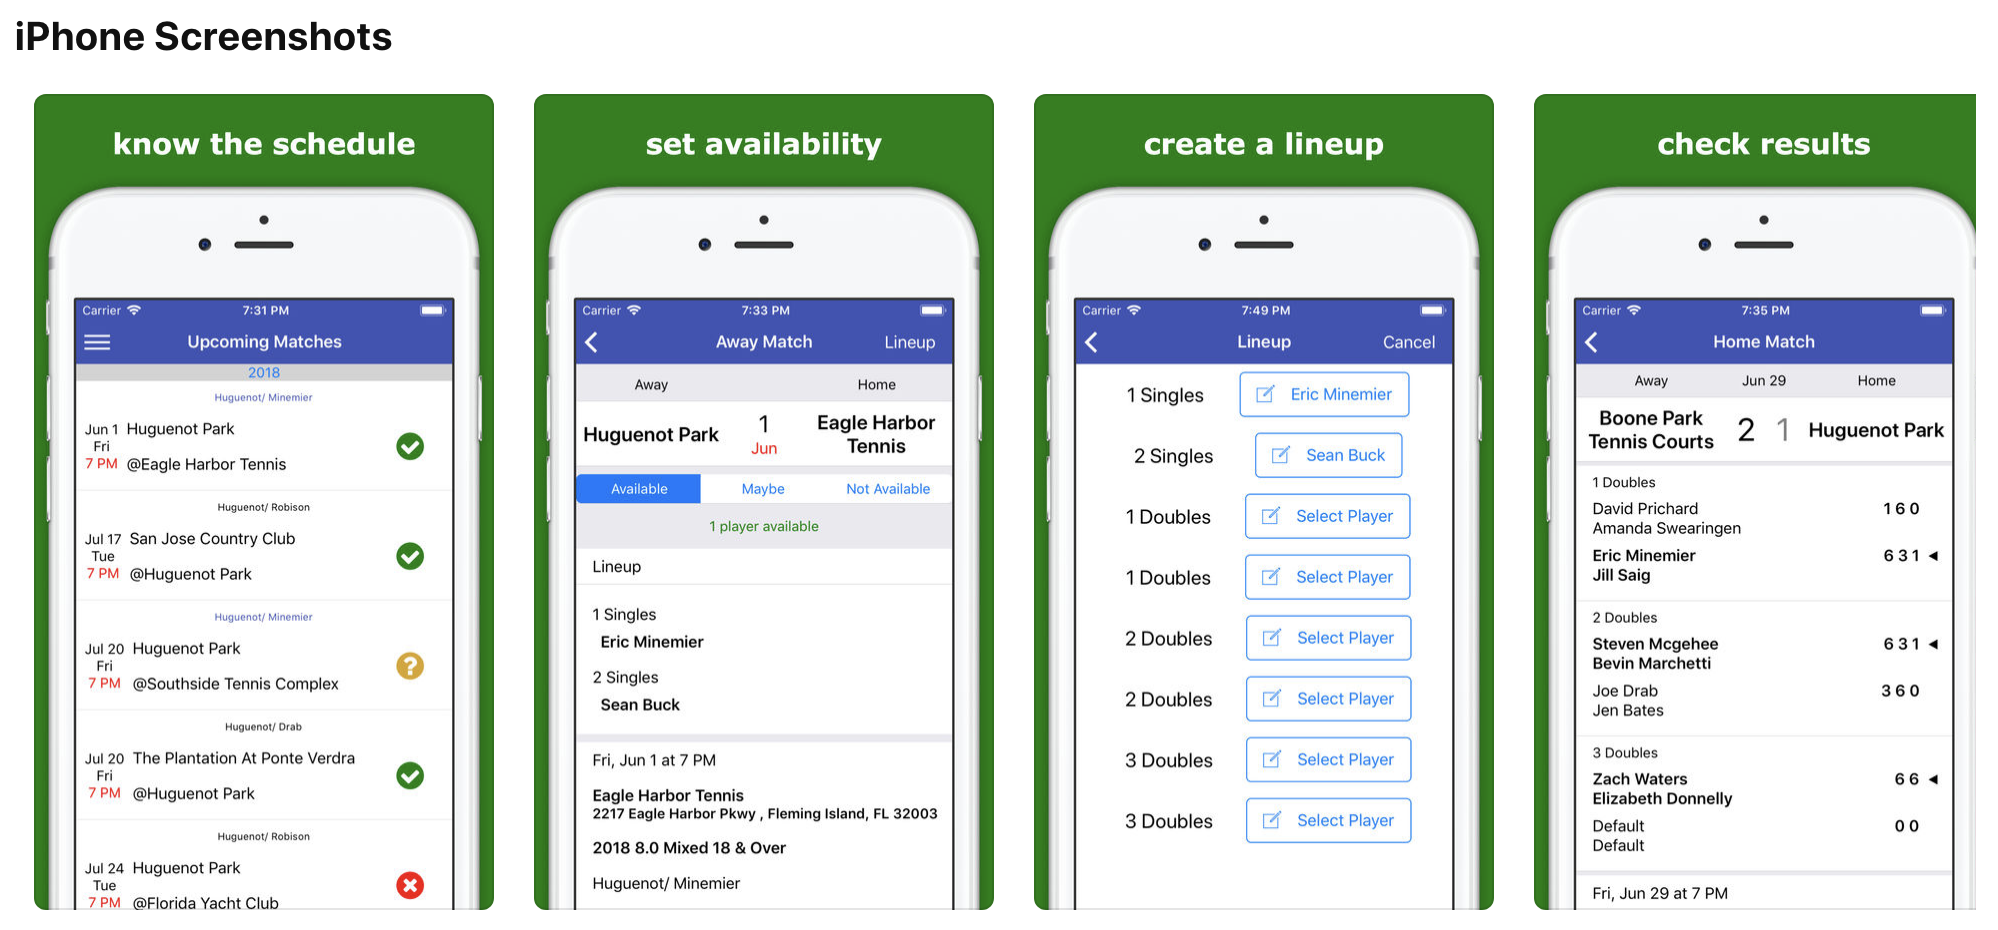 iPhone Screenshots
know the schedule
Carrier 7:31 PM
Upcoming Matches
2018
Huguenot/ Minemier
Jun 1 Huguenot Park
Fri
7 PM @Eagle Harbor Tennis
Huguenot/ Robison
Jul 17 San Jose Country Club
Tue
7 PM @Huguenot Park
Huguenot/ Minemier
Jul 20 Huguenot Park
Fri
7 PM @Southside Tennis Complex
Huguenot/ Drab
Jul 20 The Plantation At Ponte Verdra
Fri
7 PM @Huguenot Park
Huguenot/ Robison
Jul 24 Huguenot Park
Tue
7 PM @Florida Yacht Club
set availability
Carrier 7:33 PM
Away Match Lineup
Away Home
Huguenot Park 1 Jun Eagle Harbor
Tennis
Available Maybe Not Available
1 player available
Lineup
1 Singles
Eric Minemier
2 Singles
Sean Buck
Fri, Jun 1 at 7 PM
Eagle Harbor Tennis
2217 Eagle Harbor Pkwy , Fleming Island, FL 32003
2018 8.0 Mixed 18 & Over
Huguenot/ Minemier
create a lineup
Carrier 7:49 PM
Lineup Cancel
1 Singles Eric Minemier
2 Singles Sean Buck
1 Doubles Select Player
1 Doubles Select Player
2 Doubles Select Player
2 Doubles Select Player
3 Doubles Select Player
3 Doubles Select Player
check results
Carrier 7:35 PM
Home Match
Away Jun 29 Home
Boone Park
Tennis Courts 2 1 Huguenot Park
1 Doubles
David Prichard 1 6 0
Amanda Swearingen
Eric Minemier 6 3 1
Jill Saig
2 Doubles
Steven Mcgehee 6 3 1
Bevin Marchetti
Joe Drab 3 6 0
Jen Bates
3 Doubles
Zach Waters 6 6
Elizabeth Donnelly
Default 0 0
Default
Fri, Jun 29 at 7 PM